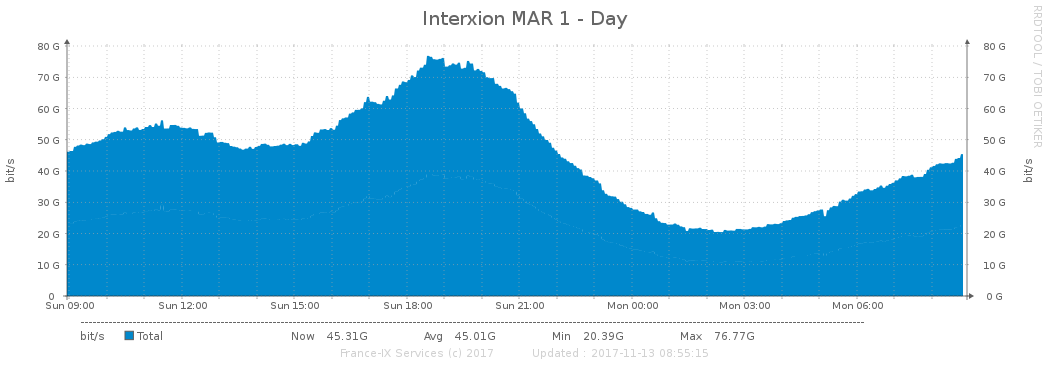 Interxion MAR 1 - Day
RRDTOOL / TOBI OETIKER
80 G 80 G
70 G 70 G
60 G 60 G
50 G 50 G
40 G 40 G
30 G 30 G
20 G 20 G
10 G 10 G
0 0 G
bit/s bit/s
Sun 09:00 Sun 12:00 Sun 15:00 Sun 18:00 Sun 21:00 Mon 00:00 Mon 03:00 Mon 06:00
bit/s Total Now 45.31G Avg 45.01G Min 20.39G Max 76.77G
France-IX Services (c) 2017 Updated : 2017-11-13 08:55:15